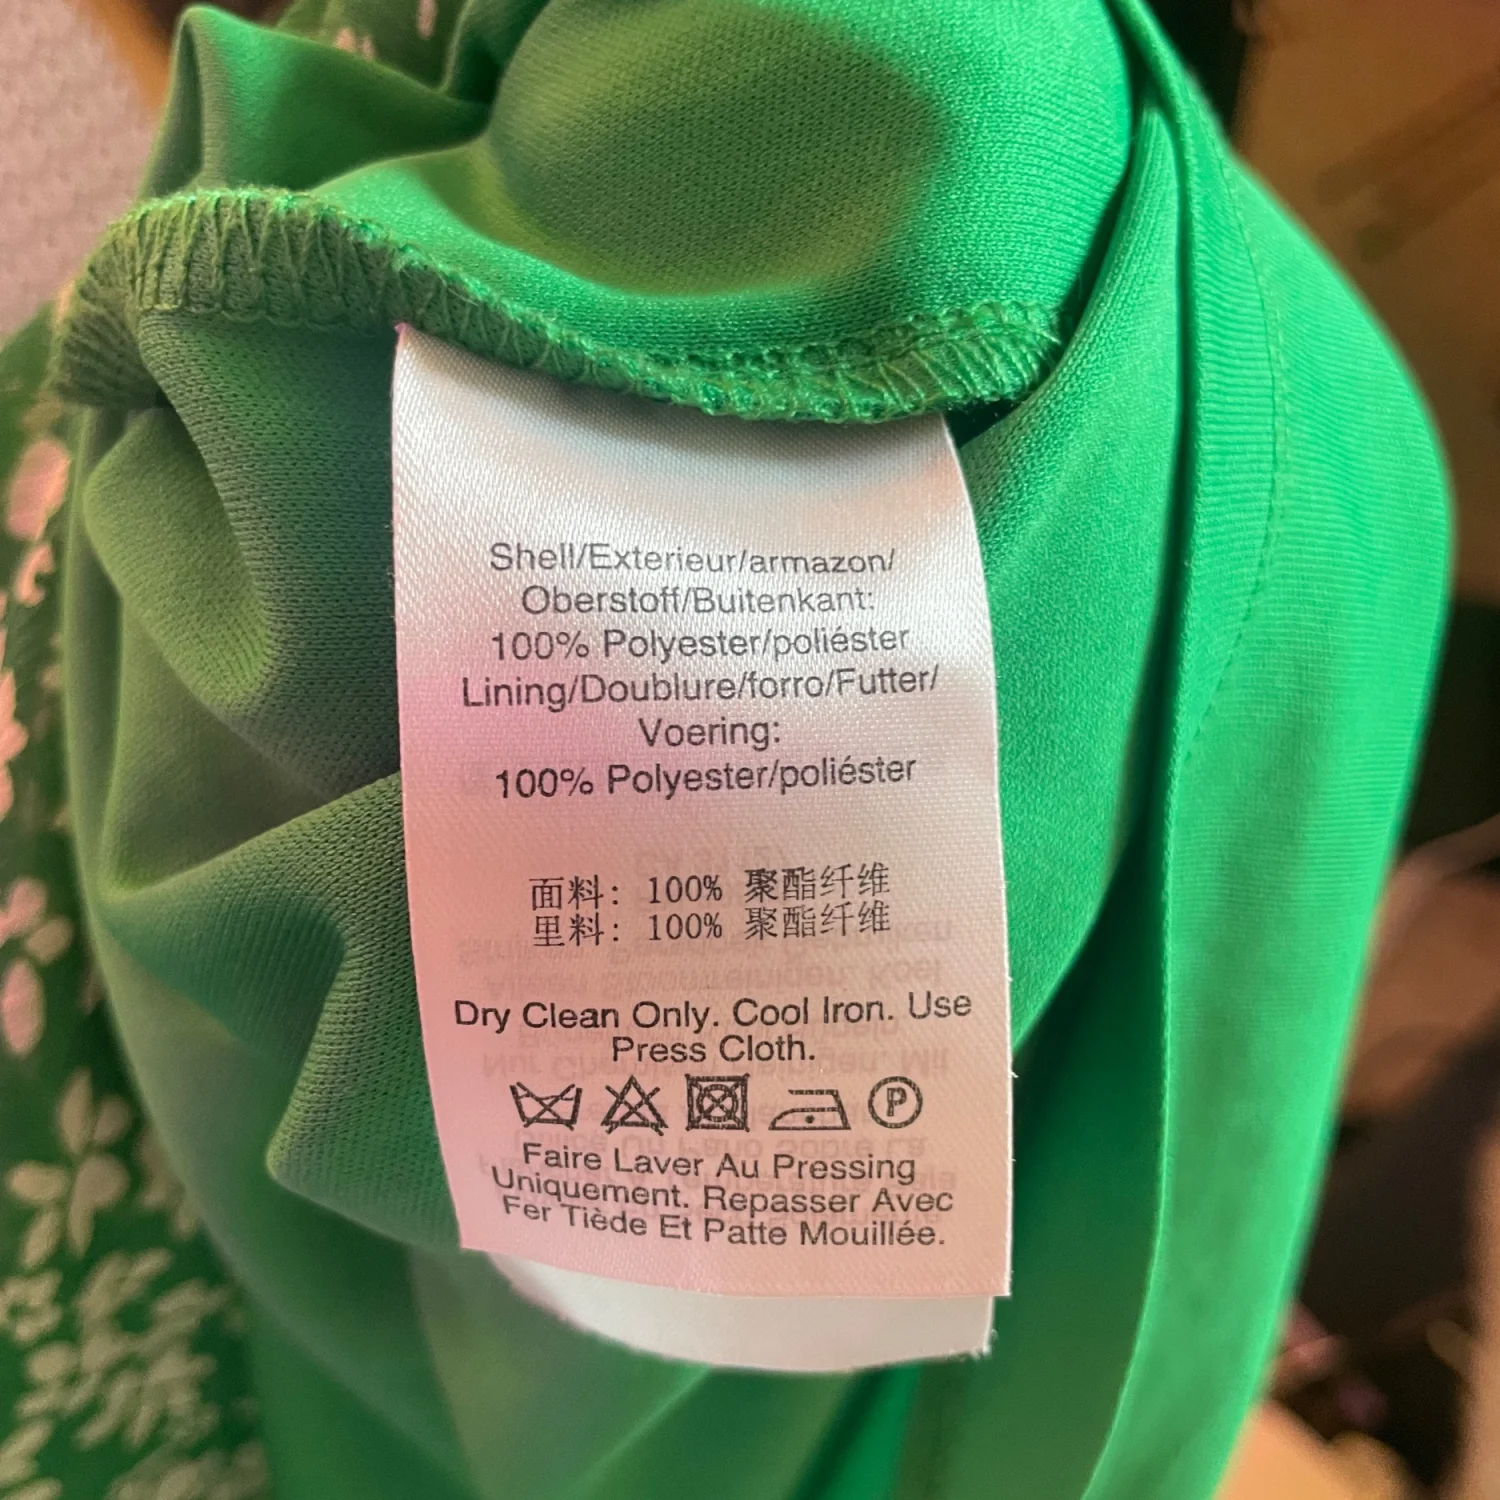 Shell/Exterieur/armazon/
Oberstoff/Buitenkant:
100% Polyester/poliéster
Lining/Doublure/forro/Futter/
Voering:
100% Polyester/poliéster
面料: 100% 聚酯纤维
里料: 100% 聚酯纤维
Dry Clean Only. Cool Iron. Use
Press Cloth.
P
Faire Laver Au Pressing
Uniquement. Repasser Avec
Fer Tiède Et Patte Mouillée.